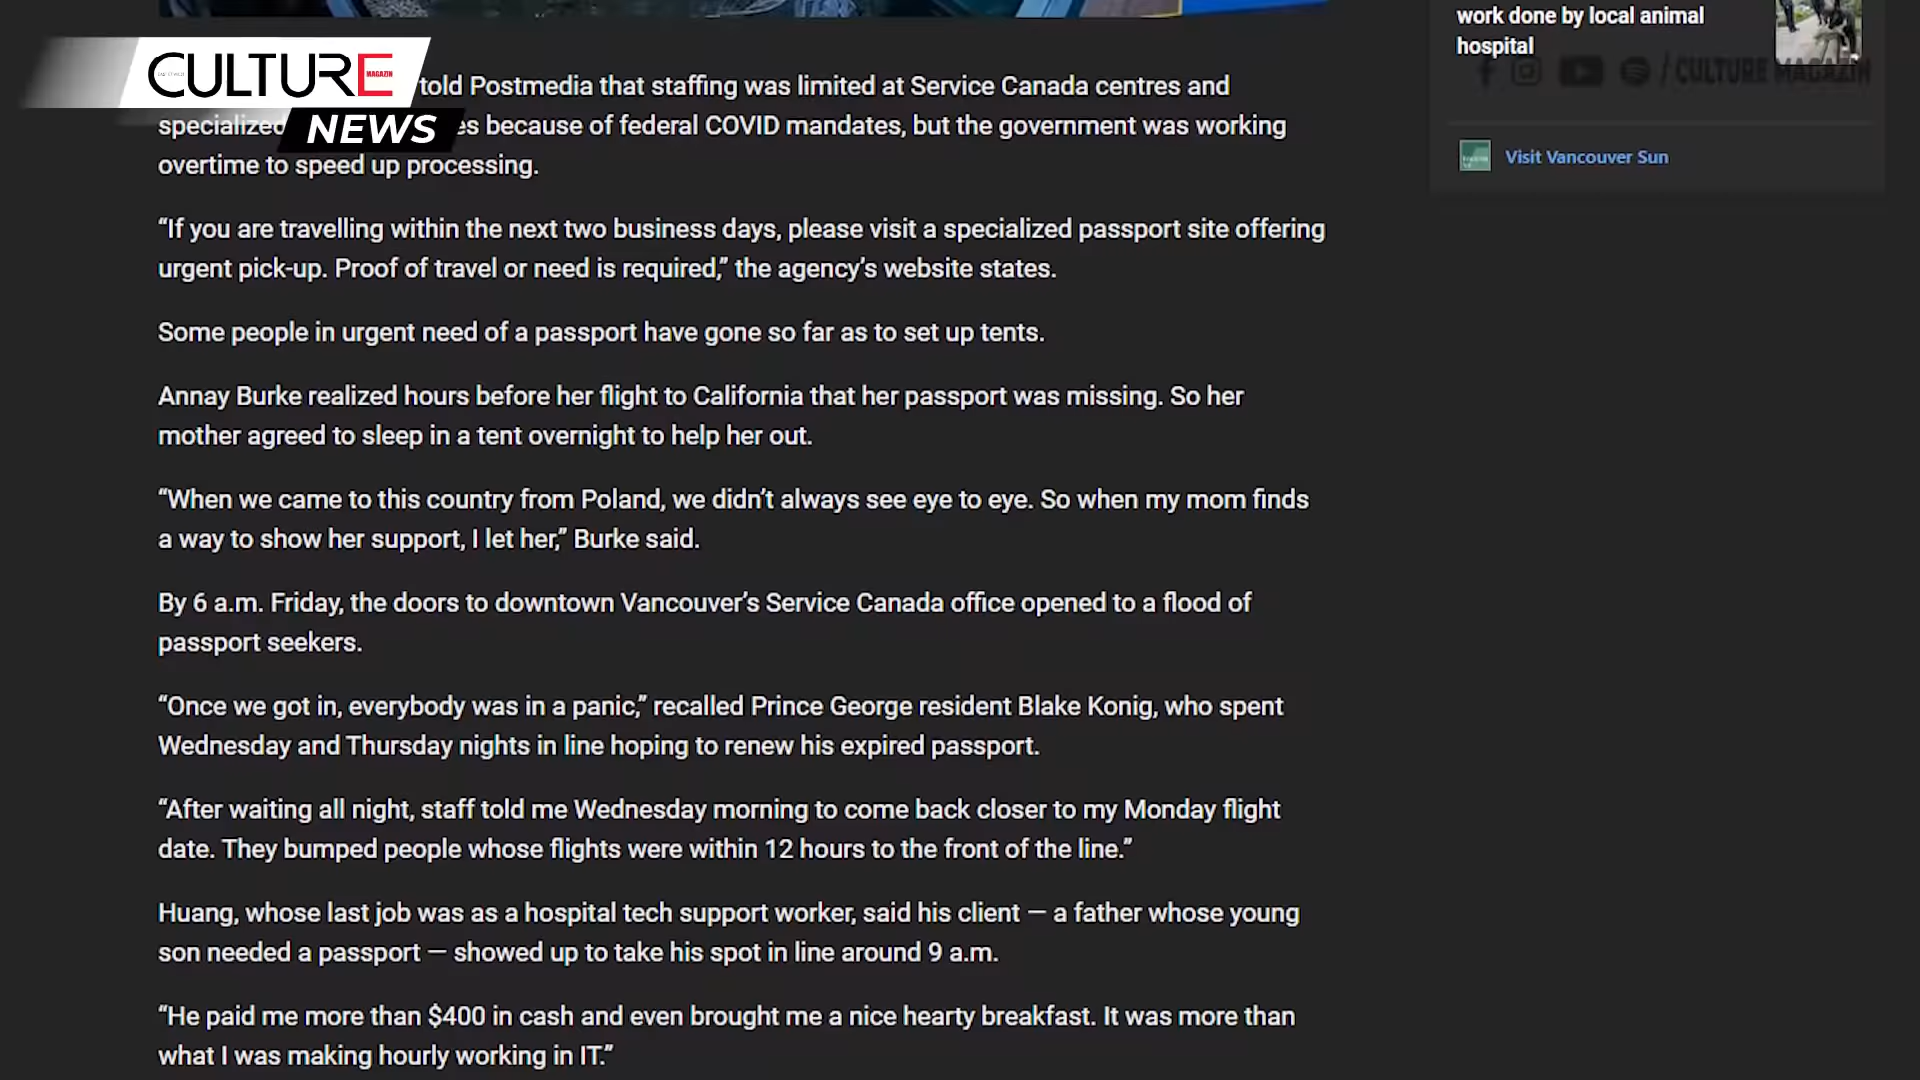 work done by local animal
hospital
CULTURE
MAGAZIN
NEWS
/ CULTURE MAGAZIN
told Postmedia that staffing was limited at Service Canada centres and
specialized es because of federal COVID mandates, but the government was working
overtime to speed up processing.
Visit Vancouver Sun
“If you are travelling within the next two business days, please visit a specialized passport site offering
urgent pick-up. Proof of travel or need is required,” the agency’s website states.
Some people in urgent need of a passport have gone so far as to set up tents.
Annay Burke realized hours before her flight to California that her passport was missing. So her
mother agreed to sleep in a tent overnight to help her out.
“When we came to this country from Poland, we didn’t always see eye to eye. So when my mom finds
a way to show her support, I let her,” Burke said.
By 6 a.m. Friday, the doors to downtown Vancouver’s Service Canada office opened to a flood of
passport seekers.
“Once we got in, everybody was in a panic,” recalled Prince George resident Blake Konig, who spent
Wednesday and Thursday nights in line hoping to renew his expired passport.
“After waiting all night, staff told me Wednesday morning to come back closer to my Monday flight
date. They bumped people whose flights were within 12 hours to the front of the line.”
Huang, whose last job was as a hospital tech support worker, said his client — a father whose young
son needed a passport — showed up to take his spot in line around 9 a.m.
“He paid me more than $400 in cash and even brought me a nice hearty breakfast. It was more than
what I was making hourly working in IT.”